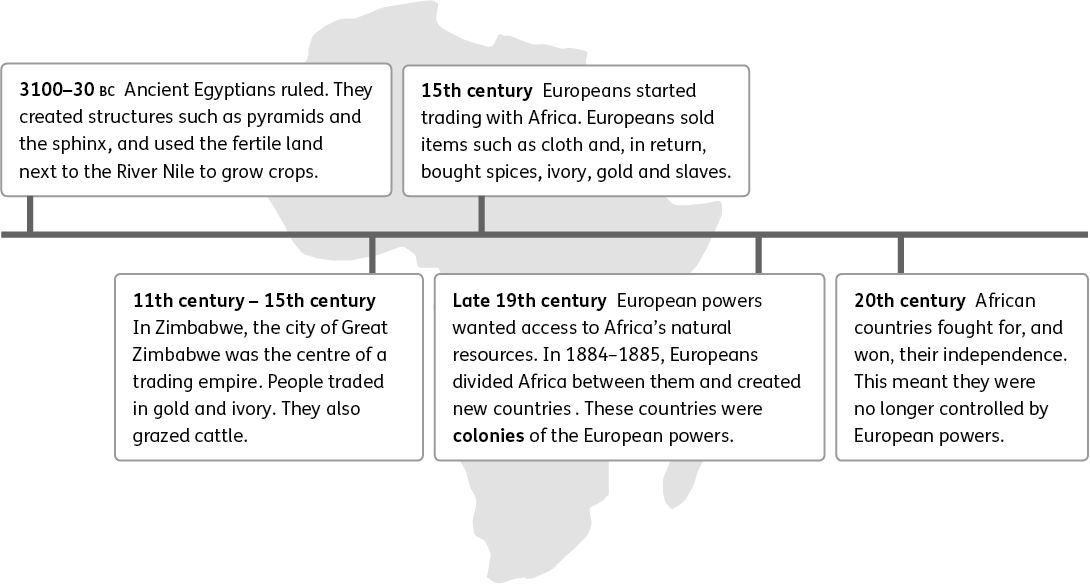 3100–30 BC Ancient Egyptians ruled. They
created structures such as pyramids and
the sphinx, and used the fertile land
next to the River Nile to grow crops.
15th century Europeans started
trading with Africa. Europeans sold
items such as cloth and, in return,
bought spices, ivory, gold and slaves.
11th century – 15th century
In Zimbabwe, the city of Great
Zimbabwe was the centre of a
trading empire. People traded
in gold and ivory. They also
grazed cattle.
Late 19th century European powers
wanted access to Africa’s natural
resources. In 1884–1885, Europeans
divided Africa between them and created
new countries . These countries were
colonies of the European powers.
20th century African
countries fought for, and
won, their independence.
This meant they were
no longer controlled by
European powers.